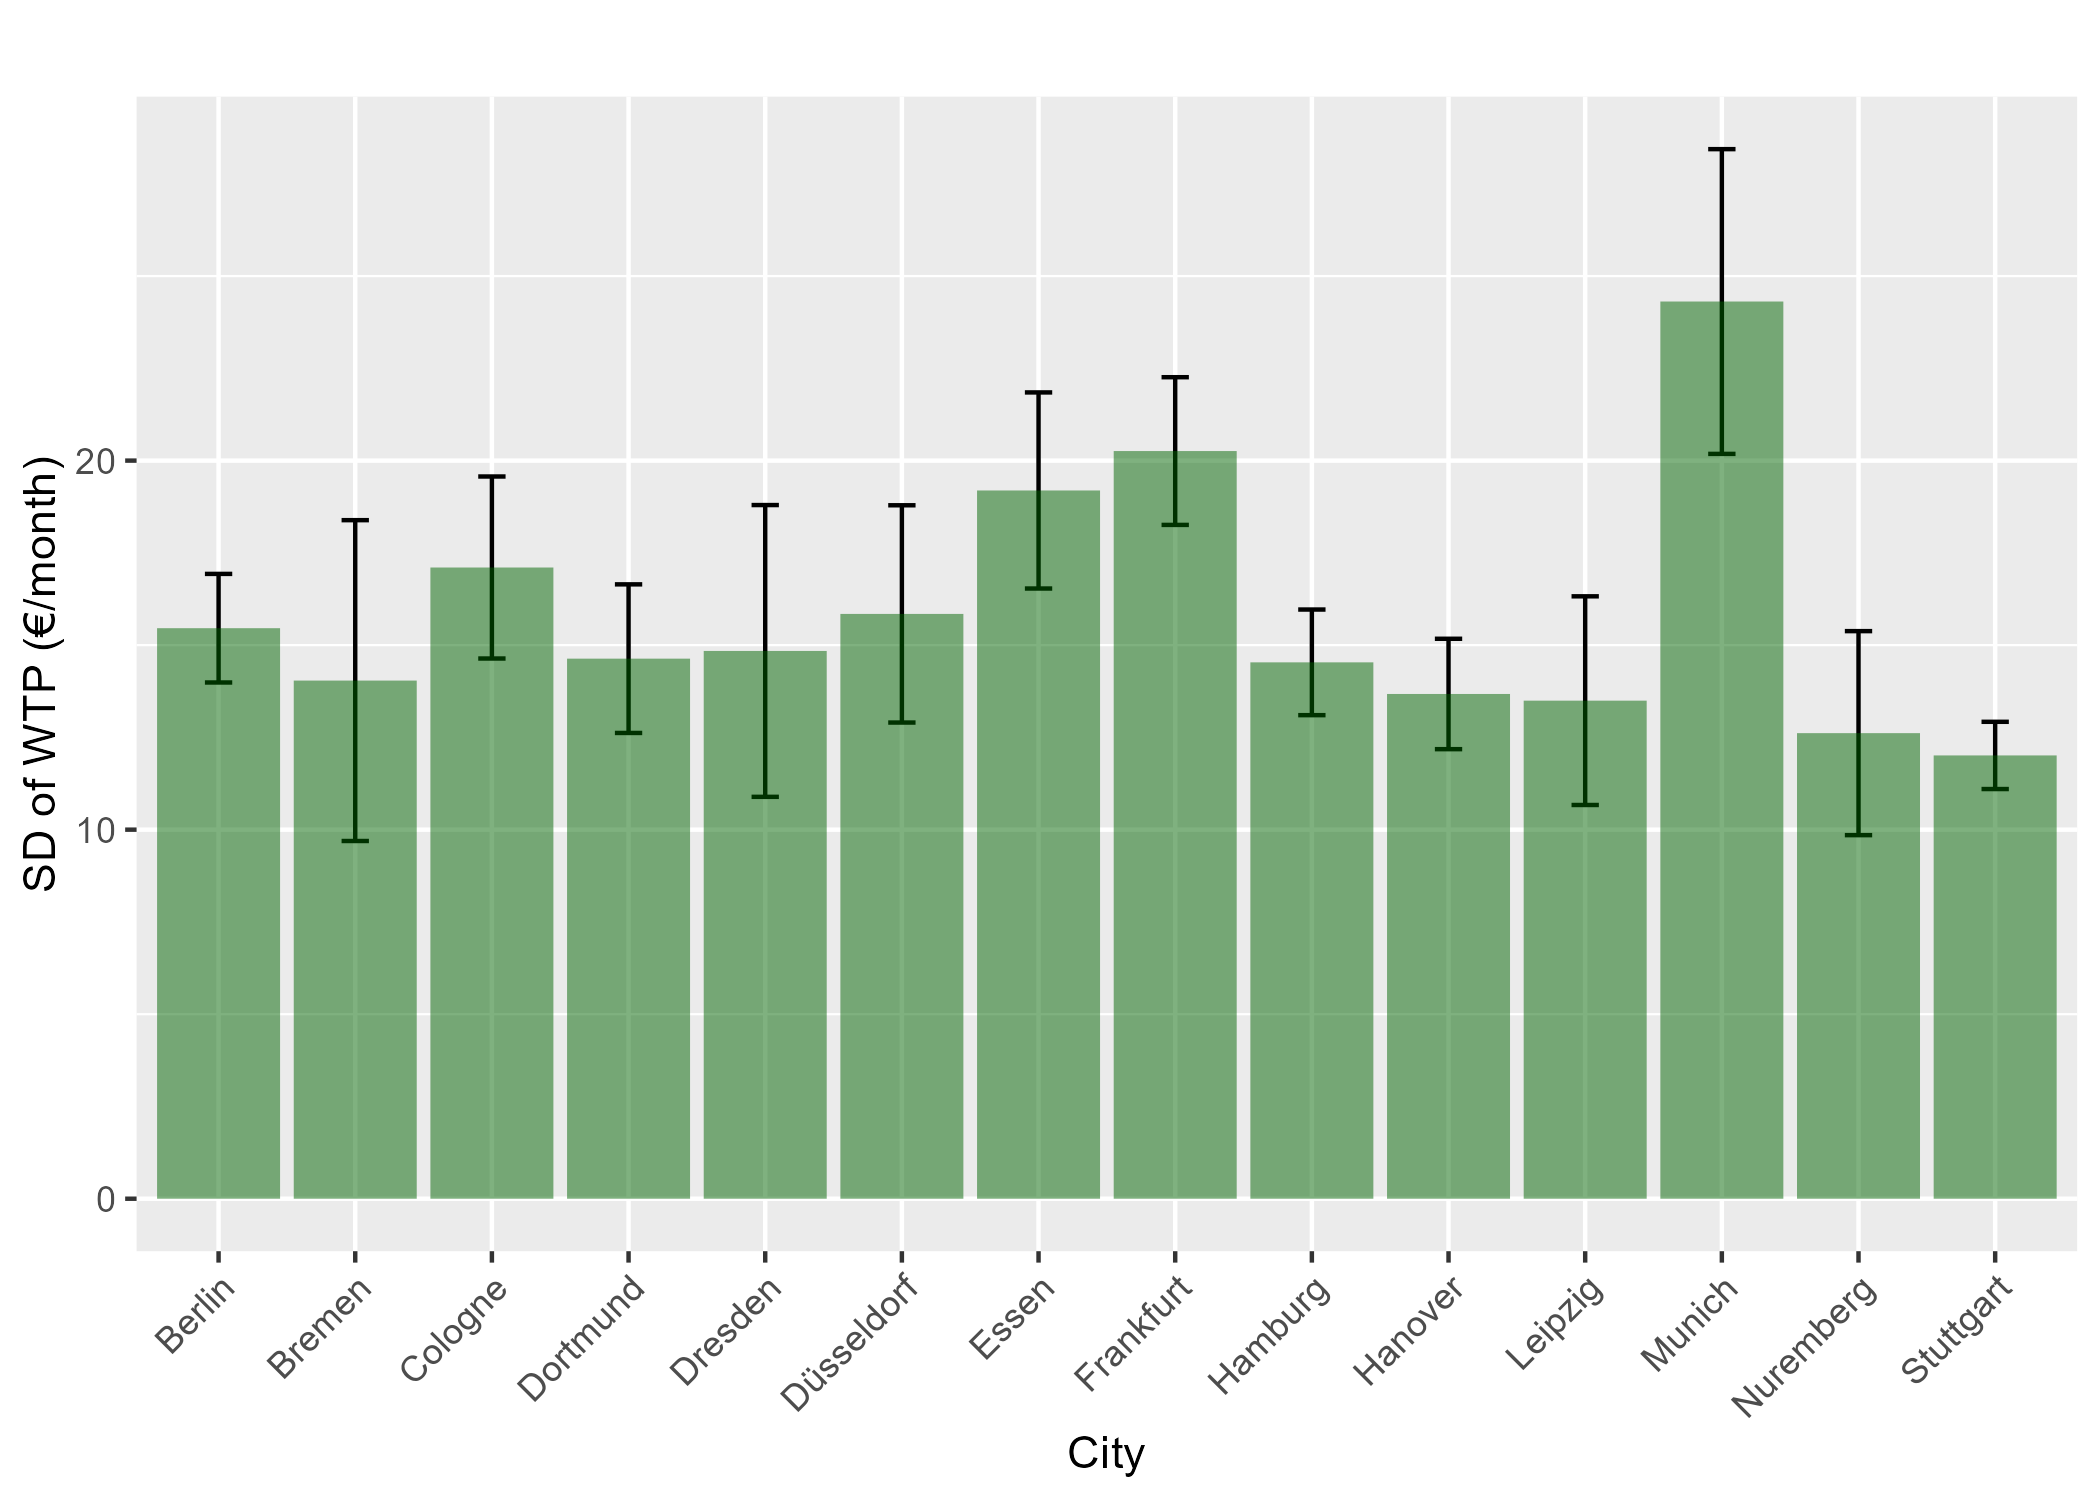 SD of WTP (€/month)
20
10
0
Berlin
Bremen
Cologne
Dortmund
Dresden
Düsseldorf
Essen
Frankfurt
Hamburg
Hanover
Leipzig
Munich
Nuremberg
Stuttgart
City